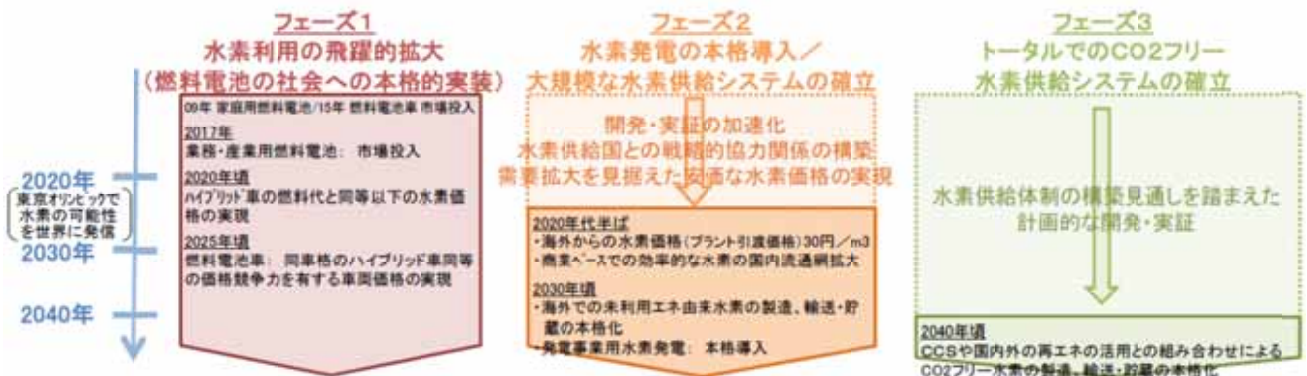 フェーズ1
水素利用の飛躍的拡大
(燃料電池の社会への本格的実装)
09年 家庭用燃料電池/15年 燃料電池車 市場投入
2017年
業務・産業用燃料電池： 市場投入
2020年頃
ハイブリッド車の燃料代と同等以下の水素価
格の実現
2025年頃
燃料電池車： 同車格のハイブリッド車同等
の価格競争力を有する車両価格の実現
2020年
東京オリンピックで
水素の可能性
を世界に発信
2030年
2040年
フェーズ2
水素発電の本格導入／
大規模な水素供給システムの確立
開発・実証の加速化
水素供給国との戦略的協力関係の構築
需要拡大を見据えた安価な水素価格の実現
2020年代半ば
・海外からの水素価格(プラント引渡価格)30円／m3
・商業ベースでの効率的な水素の国内流通網拡大
2030年頃
・海外での未利用エネ由来水素の製造、輸送・貯
蔵の本格化
・発電事業用水素発電： 本格導入
フェーズ3
トータルでのCO2フリー
水素供給システムの確立
水素供給体制の構築見通しを踏まえた
計画的な開発・実証
2040年頃
CCSや国内外の再エネの活用との組み合わせによる
CO2フリー水素の製造、輸送・貯蔵の本格化